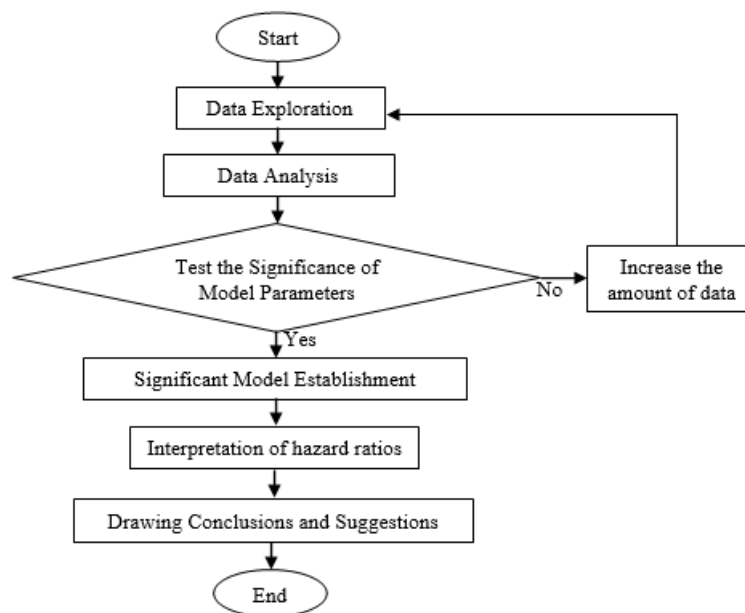 Start
Data Exploration
Data Analysis
Test the Significance of
Model Parameters
No
Increase the
amount of data
Yes
Significant Model Establishment
Interpretation of hazard ratios
Drawing Conclusions and Suggestions
End